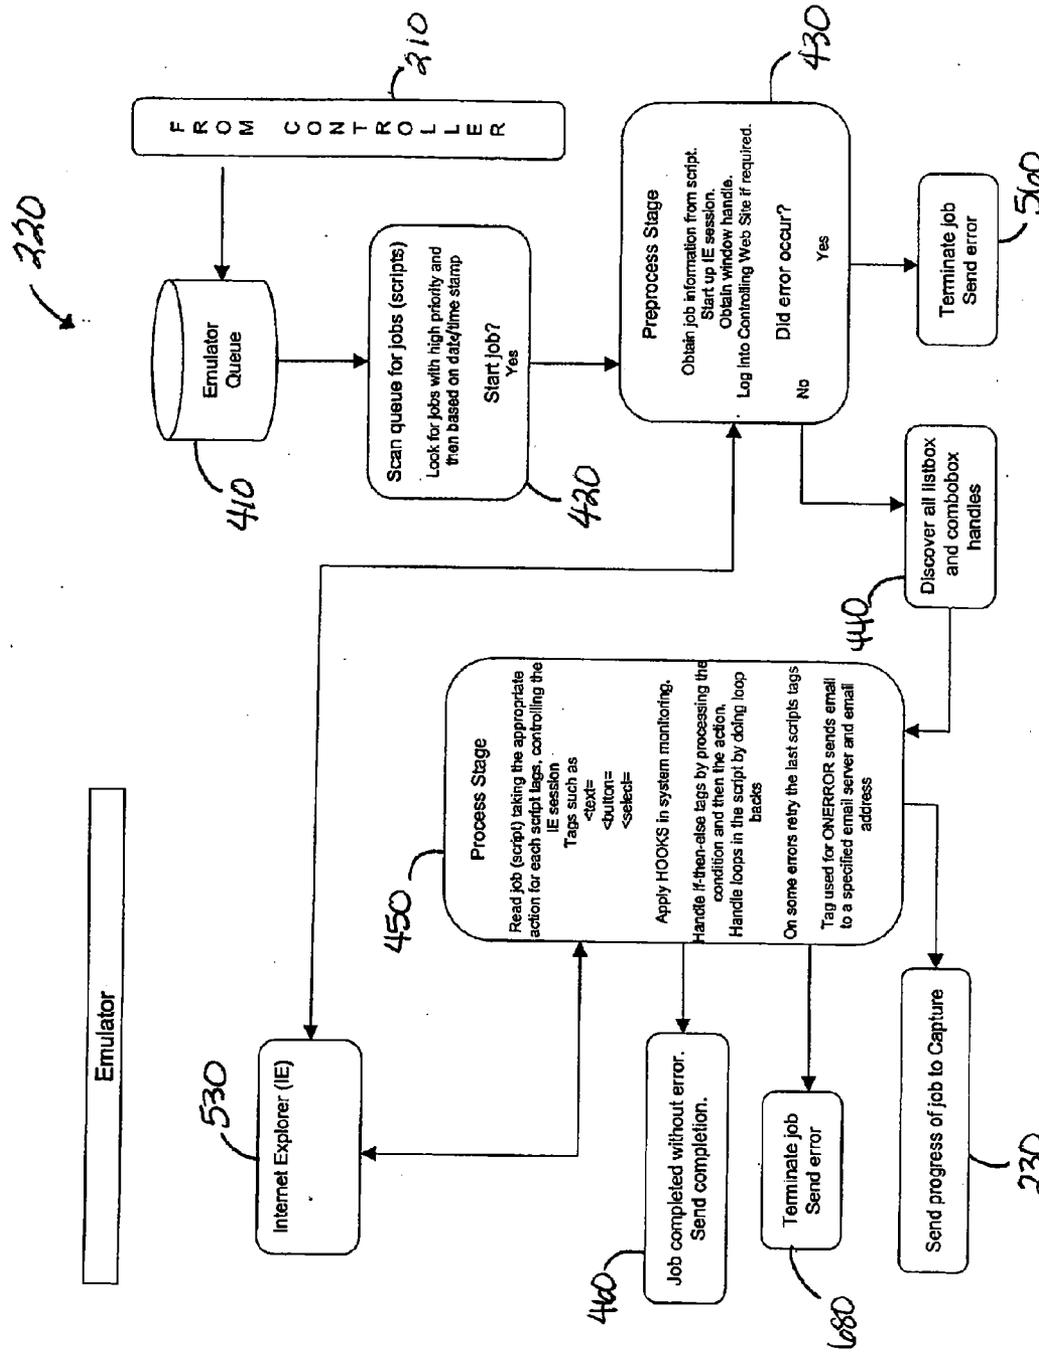 Emulator
220
FROM CONTROLLER
210
Emulator
Queue
410
Scan queue for jobs (scripts)
Look for jobs with high priority and
then based on date/time stamp
Start job?
Yes
420
Preprocess Stage
Obtain job information from script.
Start up IE session.
Obtain window handle.
Log Into Controlling Web Site if required.
Did error occur?
No
Yes
430
Terminate job
Send error
560
Discover all listbox
and combobox
handles
440
Process Stage
Read job (script) taking the appropriate
action for each script tags, controlling the
IE session
Tags such as
<text=
<button=
<select=
Apply HOOKS in system monitoring.
Handle if-then-else tags by processing the
condition and then the action.
Handle loops in the script by doing loop
backs
On some errors retry the last scripts tags
Tag used for ONERROR sends email
to a specified email server and email
address
450
Internet Explorer (IE)
530
Job completed without error.
Send completion.
460
Terminate job
Send error
680
Send progress of job to Capture
230